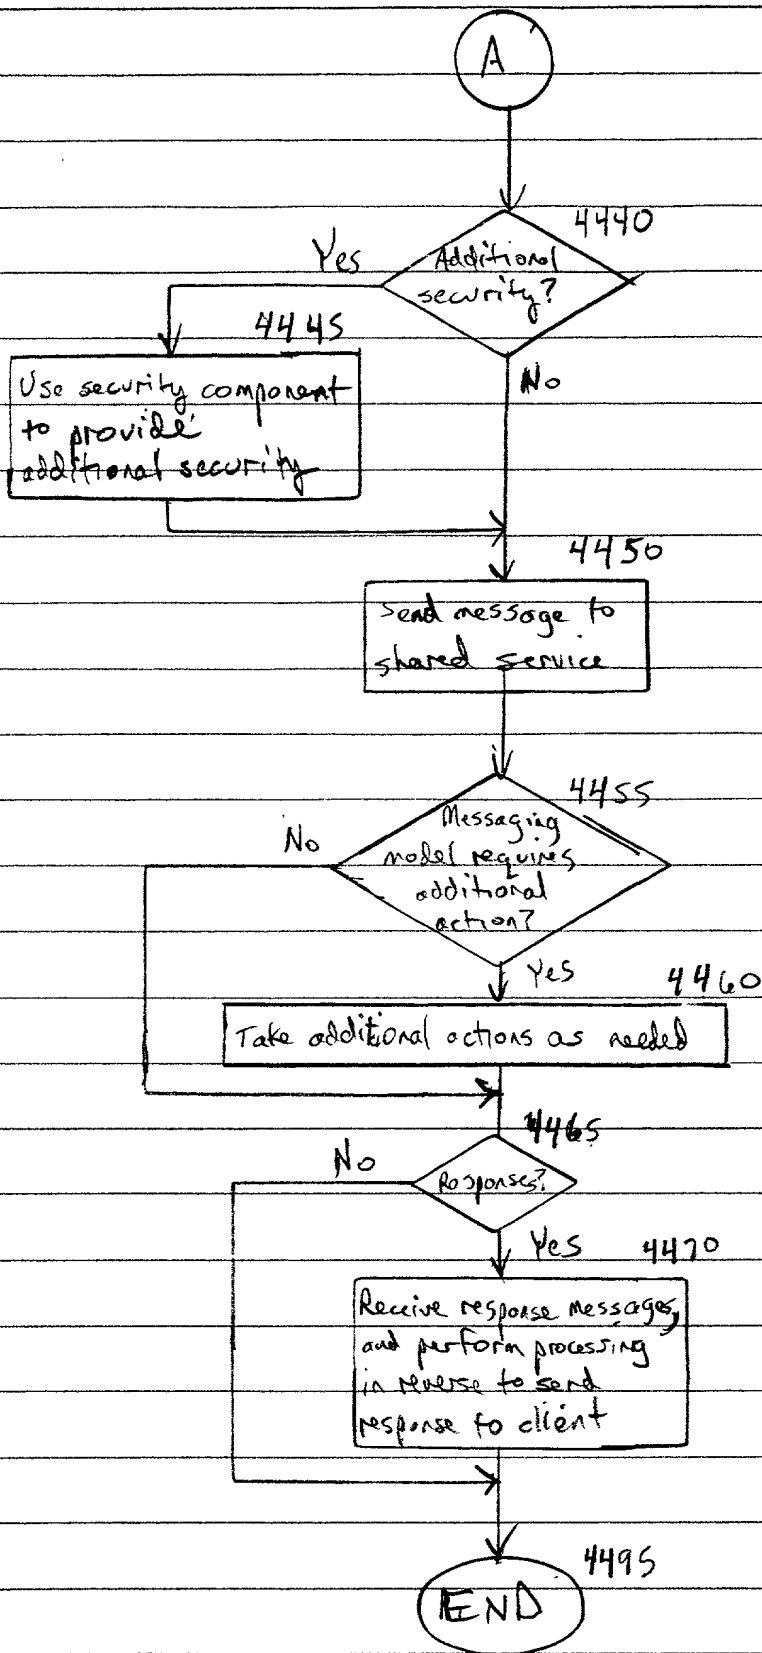 A
4440
Yes
Additional
security?
4445
No
Use security component
to provide
additional security
4450
Send message to
shared service
4455
No
Messaging
model requires
additional
action?
Yes
4460
Take additional actions as needed
4465
No
Responses?
Yes
4470
Receive response messages,
and perform processing
in reverse to send
response to client
4495
END